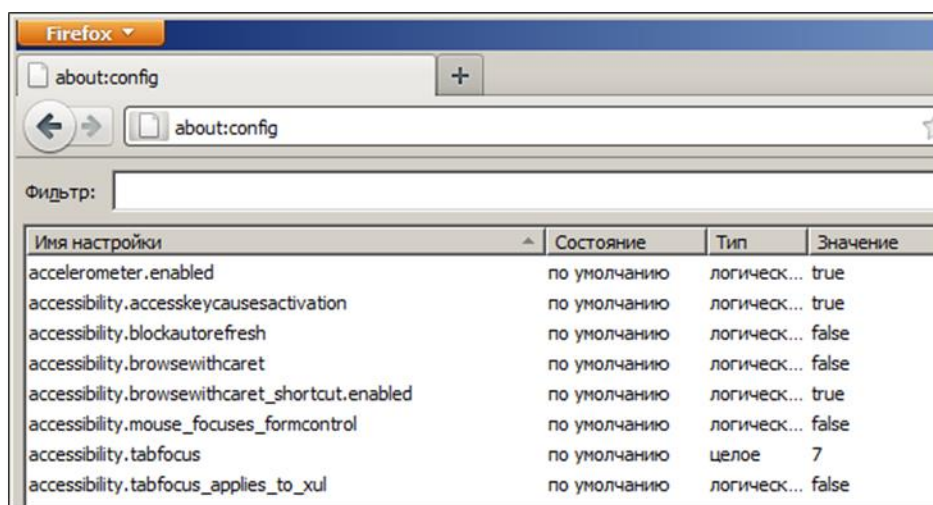 Firefox
about:config
about:config
Фильтр:
Имя настройки Состояние Тип Значение
accelerometer.enabled по умолчанию логическ... true
accessibility.accesskeycausesactivation по умолчанию логическ... true
accessibility.blockautorefresh по умолчанию логическ... false
accessibility.browsewithcaret по умолчанию логическ... false
accessibility.browsewithcaret_shortcut.enabled по умолчанию логическ... true
accessibility.mouse_focuses_formcontrol по умолчанию логическ... false
accessibility.tabfocus по умолчанию целое 7
accessibility.tabfocus_applies_to_xul по умолчанию логическ... false